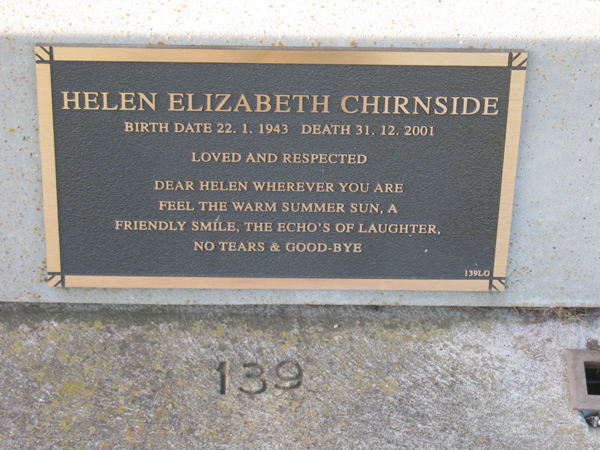 HELEN ELIZABETH CHIRNSIDE
BIRTH DATE 22. 1. 1943 DEATH 31. 12. 2001
LOVED AND RESPECTED
DEAR HELEN WHEREVER YOU ARE
FEEL THE WARM SUMMER SUN, A
FRIENDLY SMILE, THE ECHO'S OF LAUGHTER,
NO TEARS & GOOD-BYE
139LG
139